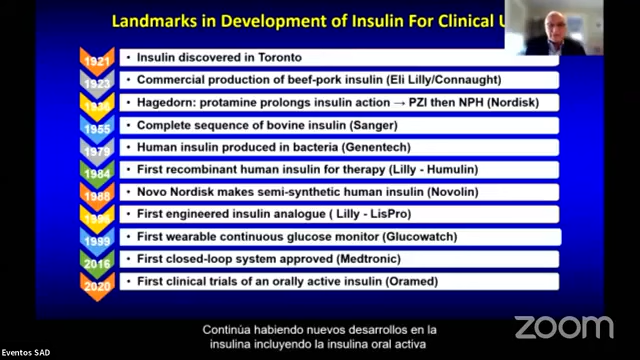 Landmarks in Development of Insulin For Clinical
1921 • Insulin discovered in Toronto
1923 • Commercial production of beef-pork insulin (Eli Lilly/Connaught)
• Hagedorn: protamine prolongs insulin action → PZI then NPH (Nordisk)
1955 • Complete sequence of bovine insulin (Sanger)
1979 • Human insulin produced in bacteria (Genentech)
1984 • First recombinant human insulin for therapy (Lilly - Humulin)
1988 • Novo Nordisk makes semi-synthetic human insulin (Novolin)
• First engineered insulin analogue ( Lilly - LisPro)
1999 • First wearable continuous glucose monitor (Glucowatch)
2016 • First closed-loop system approved (Medtronic)
2020 • First clinical trials of an orally active insulin (Oramed)
zoom
Continúa habiendo nuevos desarrollos en la
insulina incluyendo la insulina oral activa
Eventos SAD